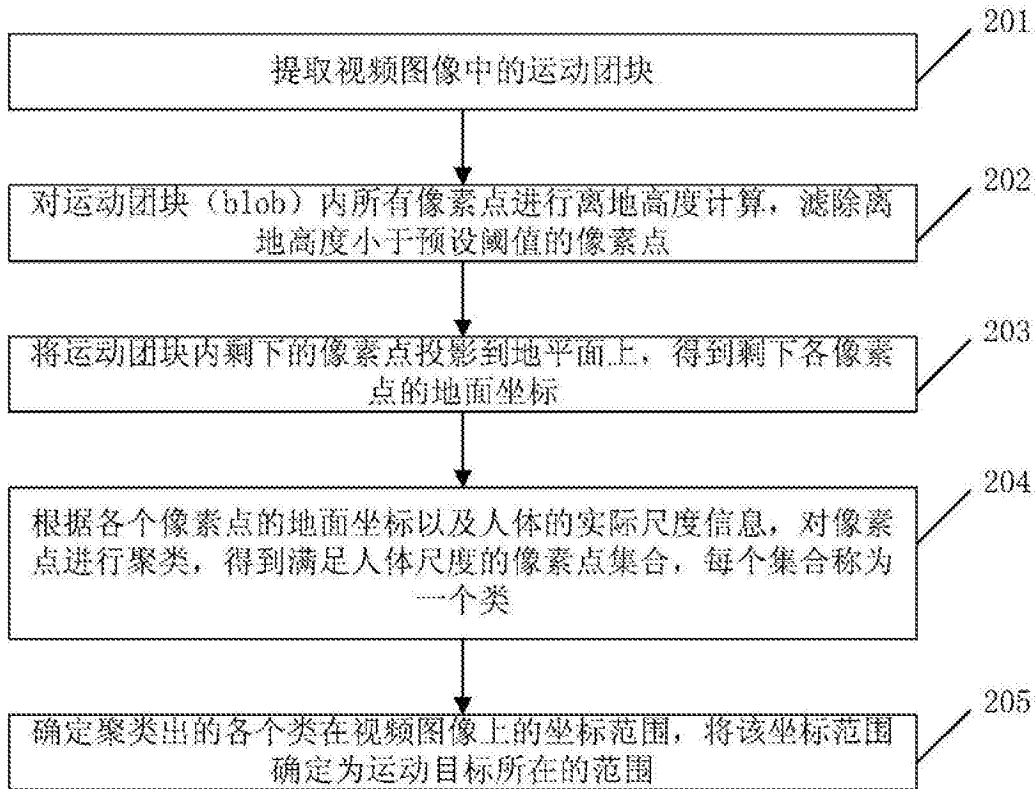 201
提取视频图像中的运动团块
202
对运动团块（blob）内所有像素点进行离地高度计算，滤除离
地高度小于预设阈值的像素点
203
将运动团块内剩下的像素点投影到地平面上，得到剩下各像素
点的地面坐标
204
根据各个像素点的地面坐标以及人体的实际尺度信息，对像素
点进行聚类，得到满足人体尺度的像素点集合，每个集合称为
一个类
205
确定聚类出的各个类在视频图像上的坐标范围，将该坐标范围
确定为运动目标所在的范围